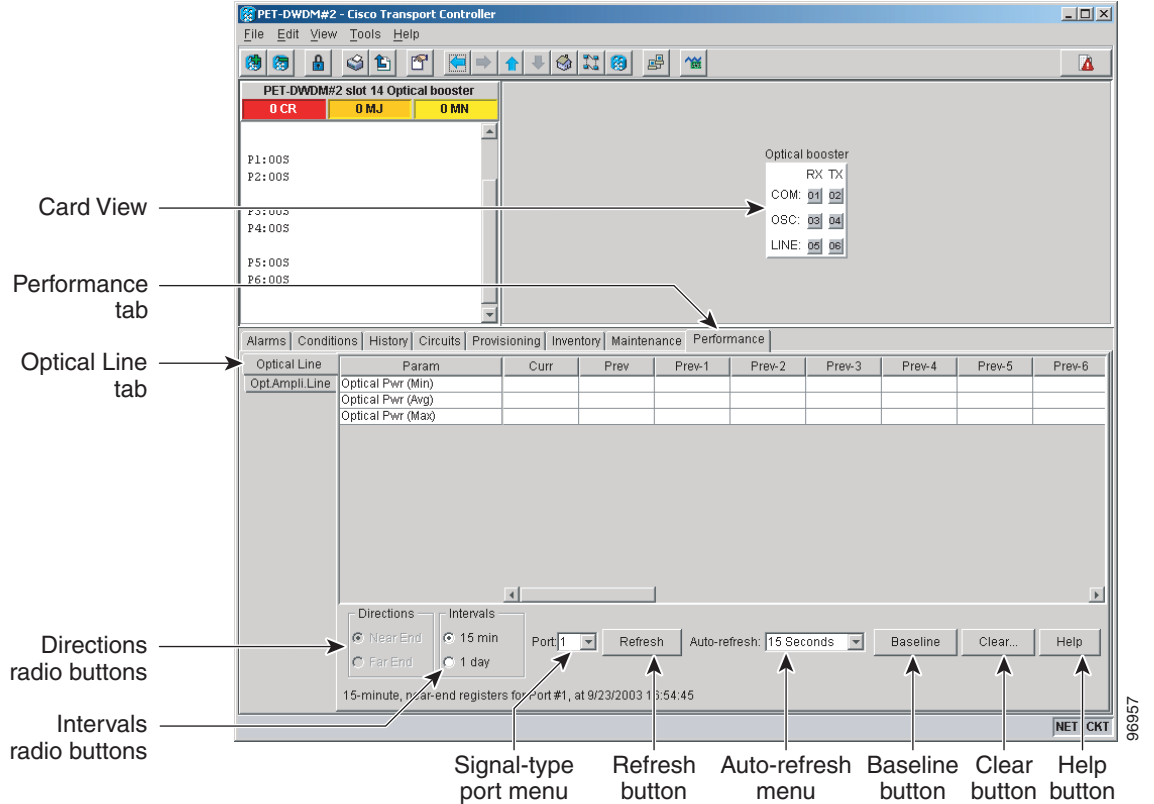 PET-DWDM#2 - Cisco Transport Controller
File Edit View Tools Help
PET-DWDM#2 slot 14 Optical booster
0 CR 0 MJ 0 MN
P1:OOS
P2:OOS
P3:OOS
P4:OOS
P5:OOS
P6:OOS
Optical booster
RX TX
COM: 01 02
OSC: 03 04
LINE: 05 06
Card View
Performance
tab
Optical Line
tab
Alarms Conditions History Circuits Provisioning Inventory Maintenance Performance
Optical Line
Opt.Ampli.Line
Param Curr Prev Prev-1 Prev-2 Prev-3 Prev-4 Prev-5 Prev-6
Optical Pwr (Min)
Optical Pwr (Avg)
Optical Pwr (Max)
Directions
Near End
Far End
Intervals
15 min
1 day
Port: 1 Refresh Auto-refresh: 15 Seconds Baseline Clear... Help
15-minute, near-end registers for Port #1, at 9/23/2003 16:54:45
NET CKT
Directions
radio buttons
Intervals
radio buttons
Signal-type
port menu
Refresh
button
Auto-refresh
menu
Baseline
button
Clear
button
Help
button
96957